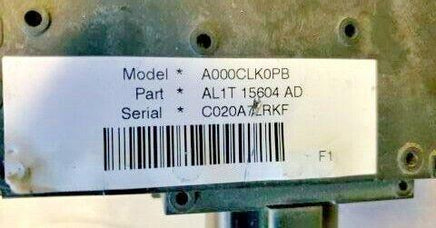 Model * A000CLK0PB
Part * AL1T 15604 AD
Serial *
F1